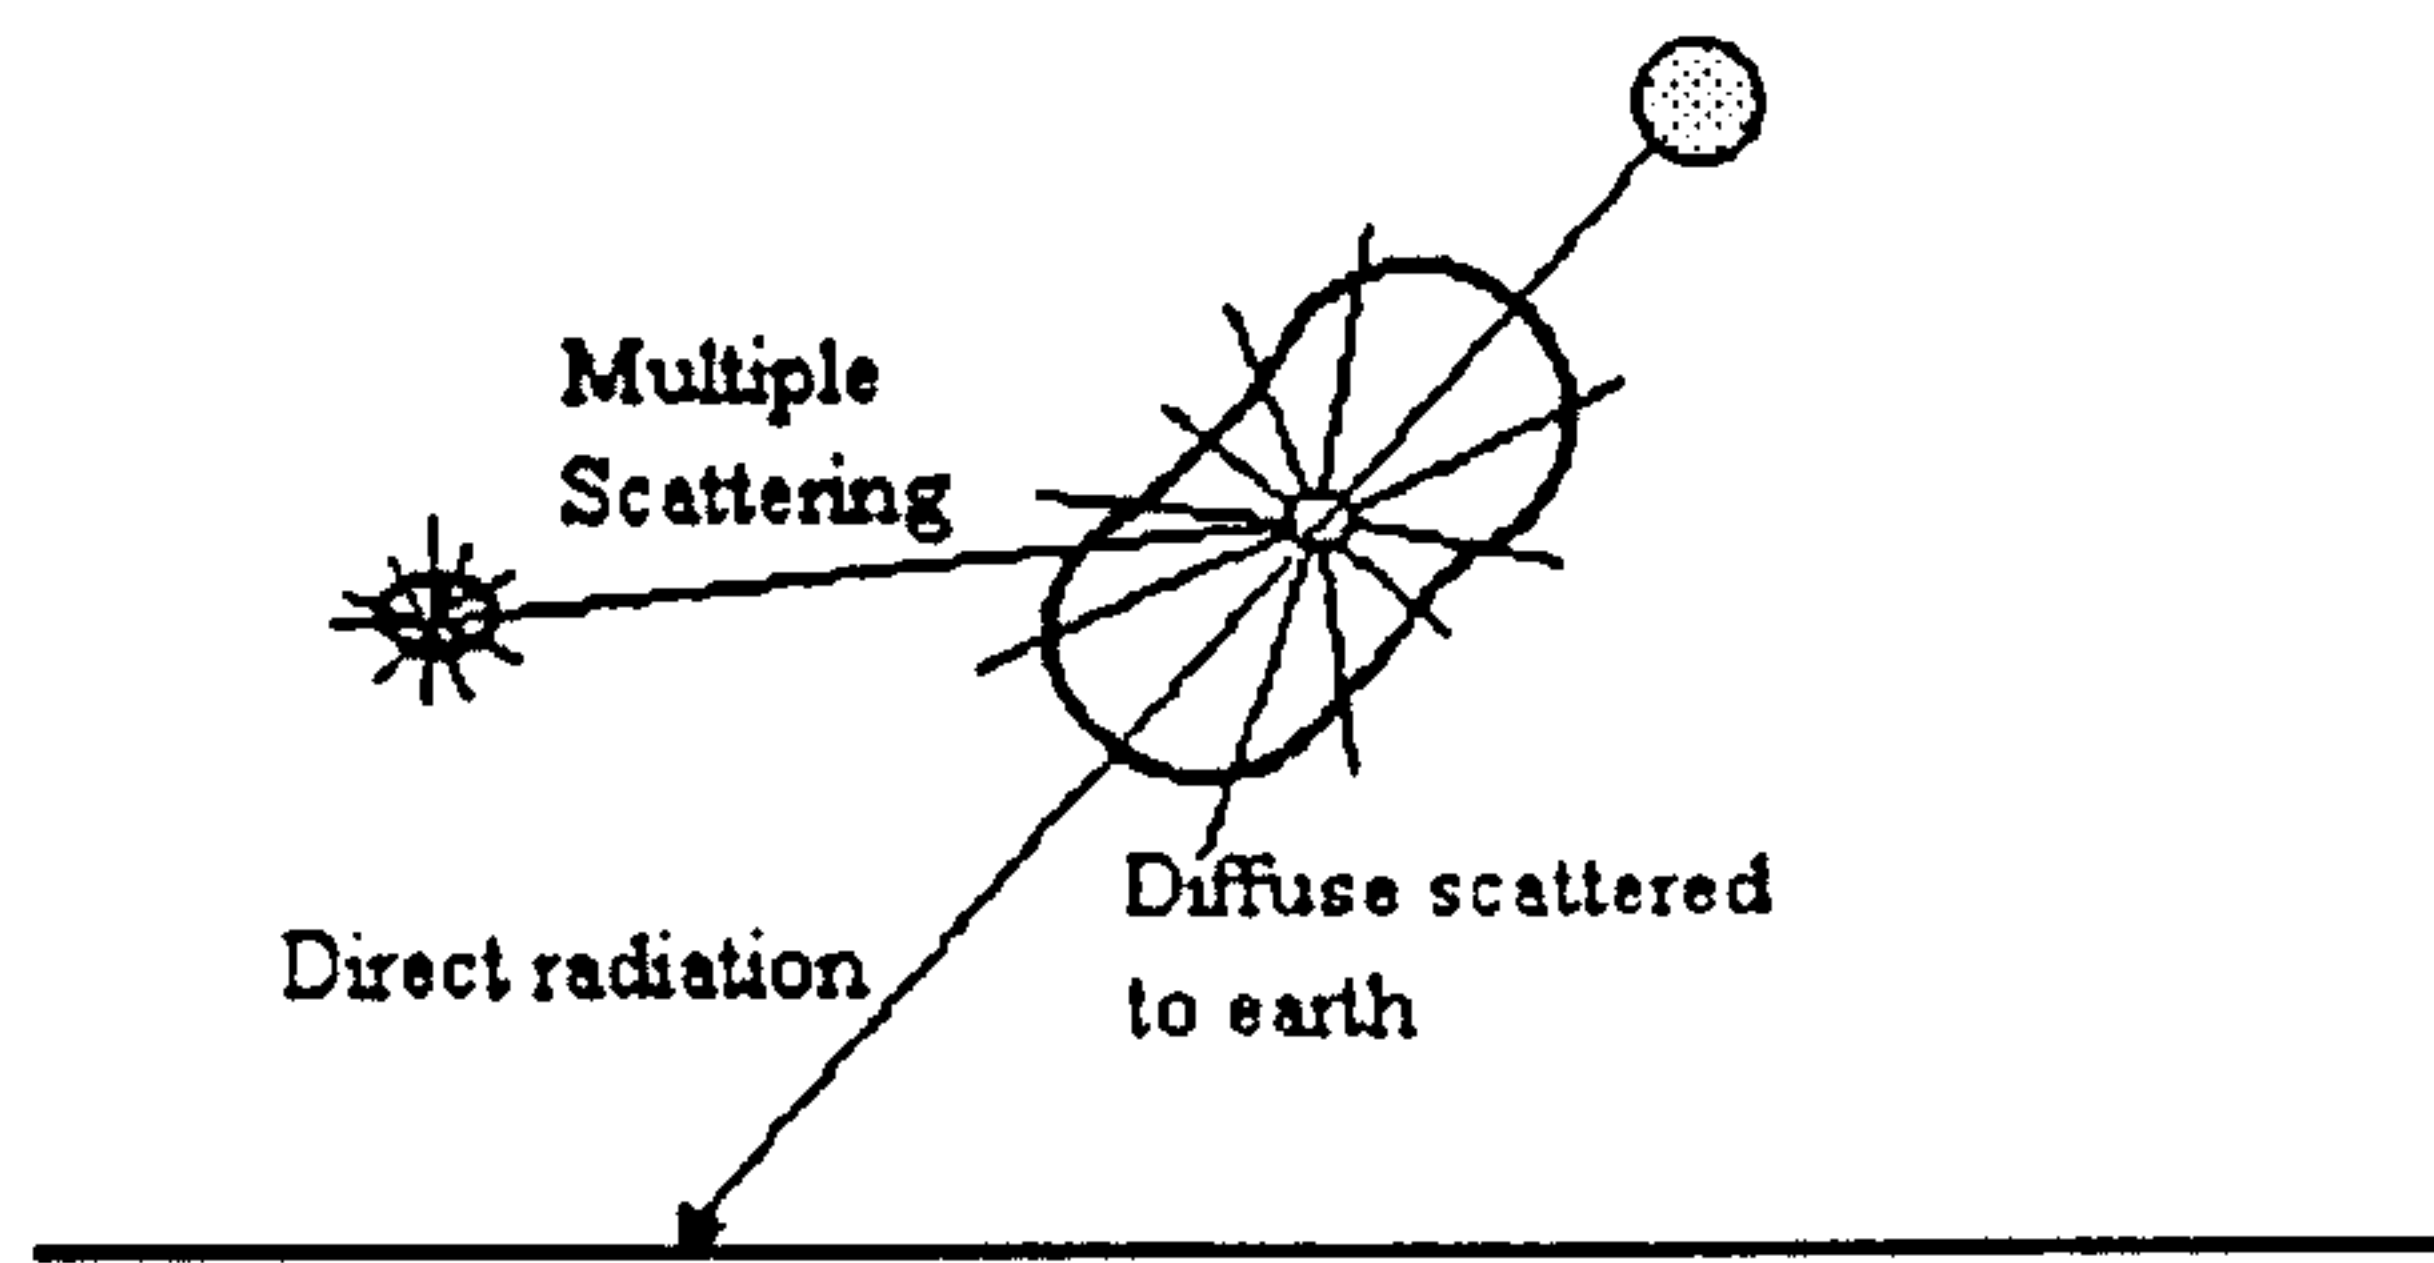 Multiple
Scattering
Diffuse scattered
to earth
Direct radiation